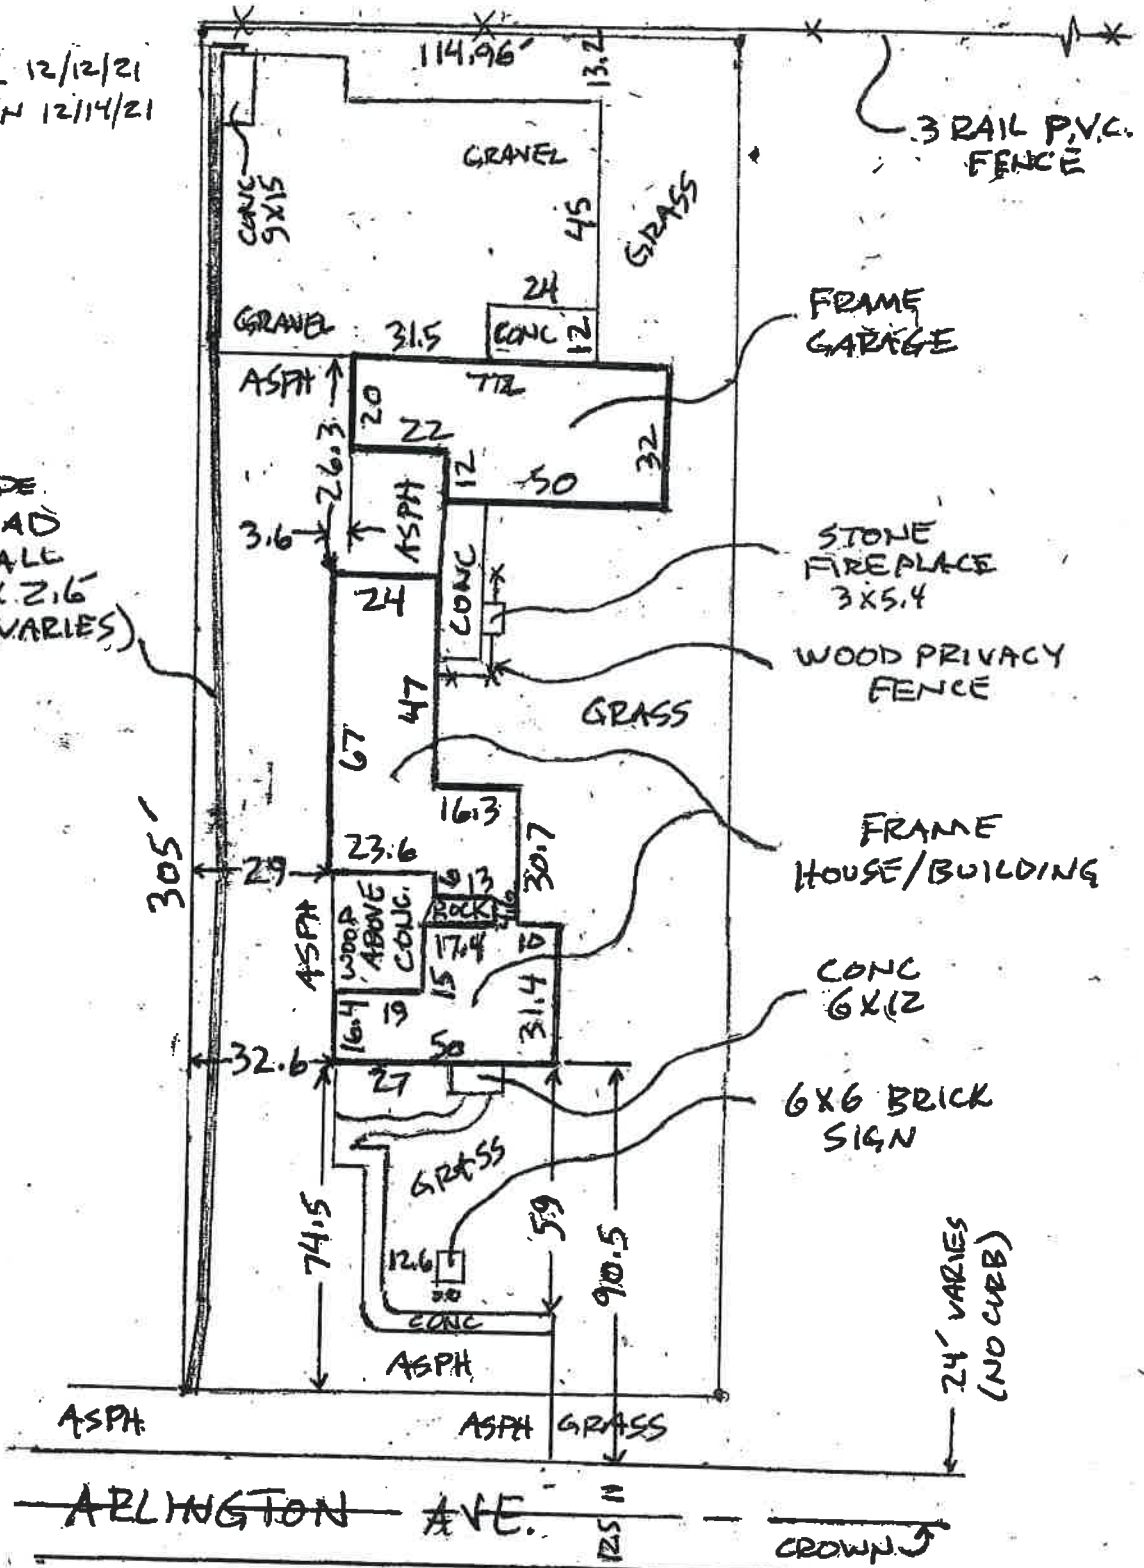 12/12/21
12/14/21
114.96'
13.2
3 RAIL P.V.C.
FENCE
GRAVEL
CONC
9X15
45
GRASS
24
CONC
12
GRAVEL
31.5
FRAME
GARAGE
ASPH
20
26.3
22
12
50
32
3.6
ASPH
CONC
STONE
FIREPLACE
3X5.4
24
2.6'
VARIES)
WOOD PRIVACY
FENCE
47
GRASS
67
16.3
305'
23.6
30.7
FRAME
HOUSE/BUILDING
29
13
ROCK
ASPH
WOOD
ABOVE
CONC.
17.4
10
15
31.4
CONC
6X12
16.4
19
32.6
50
27
6X6 BRICK
SIGN
GRASS
74.5
59
90.5
12.6
CONC
ASPH
24' VARIES
(NO CURB)
ASPH.
ASPH
GRASS
ARLINGTON AVE.
12.5
CROWN